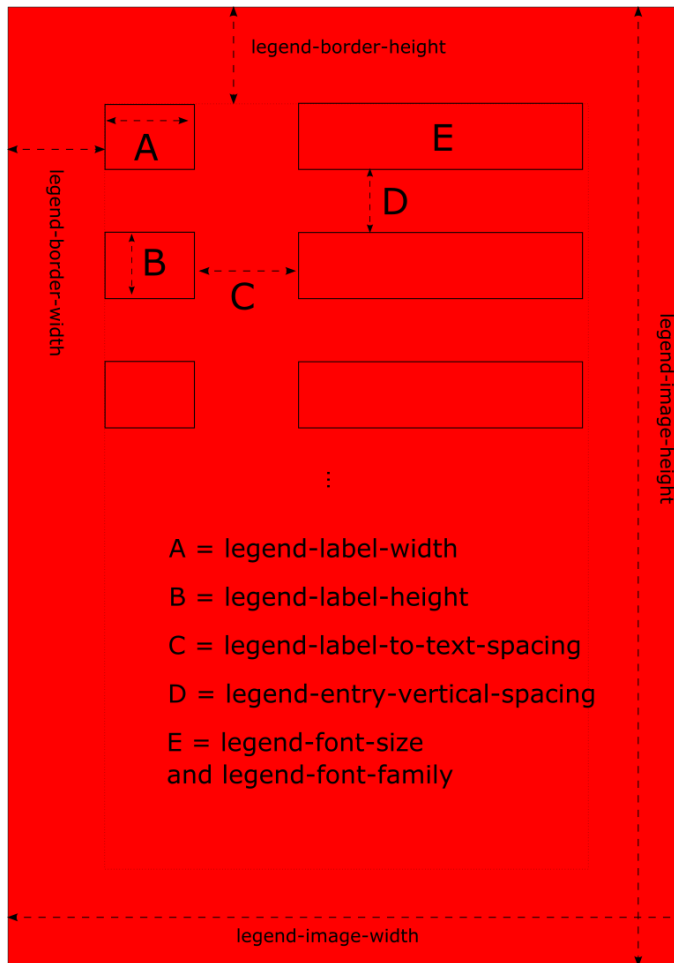 legend-border-height
A
E
legend-border-width
D
B
C
legend-image-height
...
A = legend-label-width
B = legend-label-height
C = legend-label-to-text-spacing
D = legend-entry-vertical-spacing
E = legend-font-size
and legend-font-family
legend-image-width